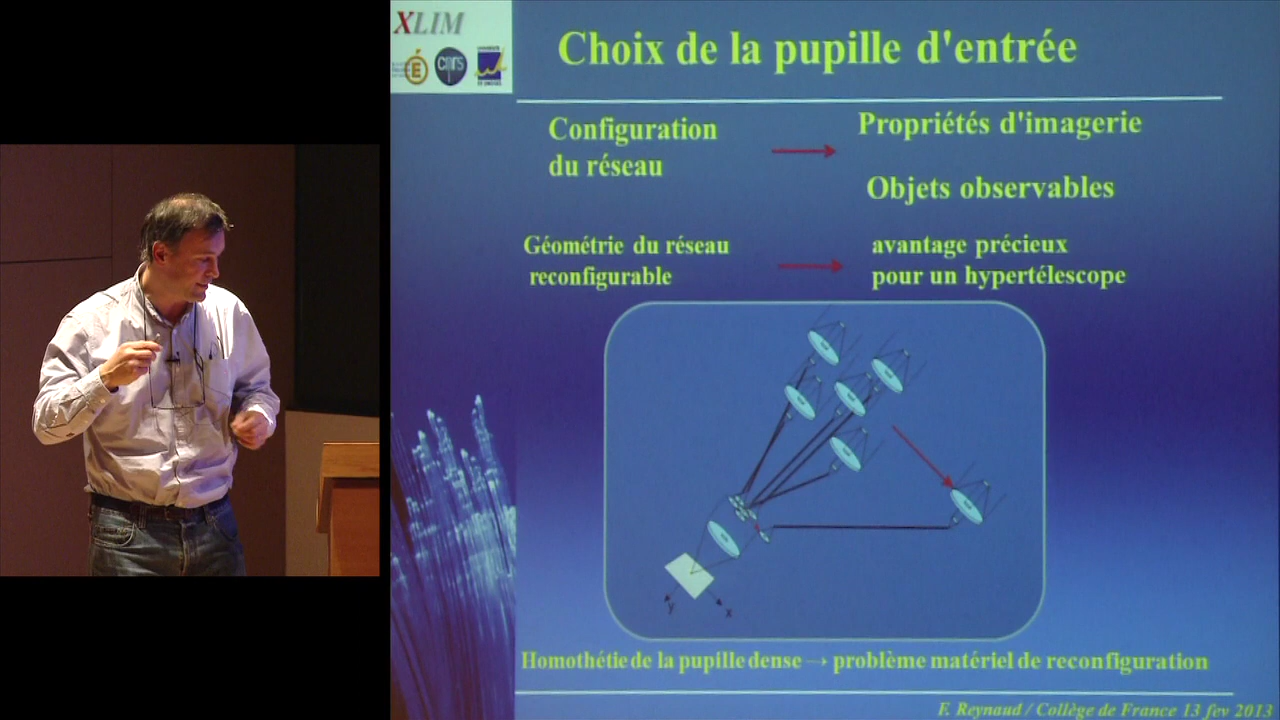 XLIM
Choix de la pupille d'entrée
Configuration
du réseau
Propriétés d'imagerie
Objets observables
Géométrie du réseau
reconfigurable
avantage précieux
pour un hypertélescope
y
x
Homothétie de la pupille dense → problème matériel de reconfiguration
F. Reynaud / Collège de France 13 fev 2013